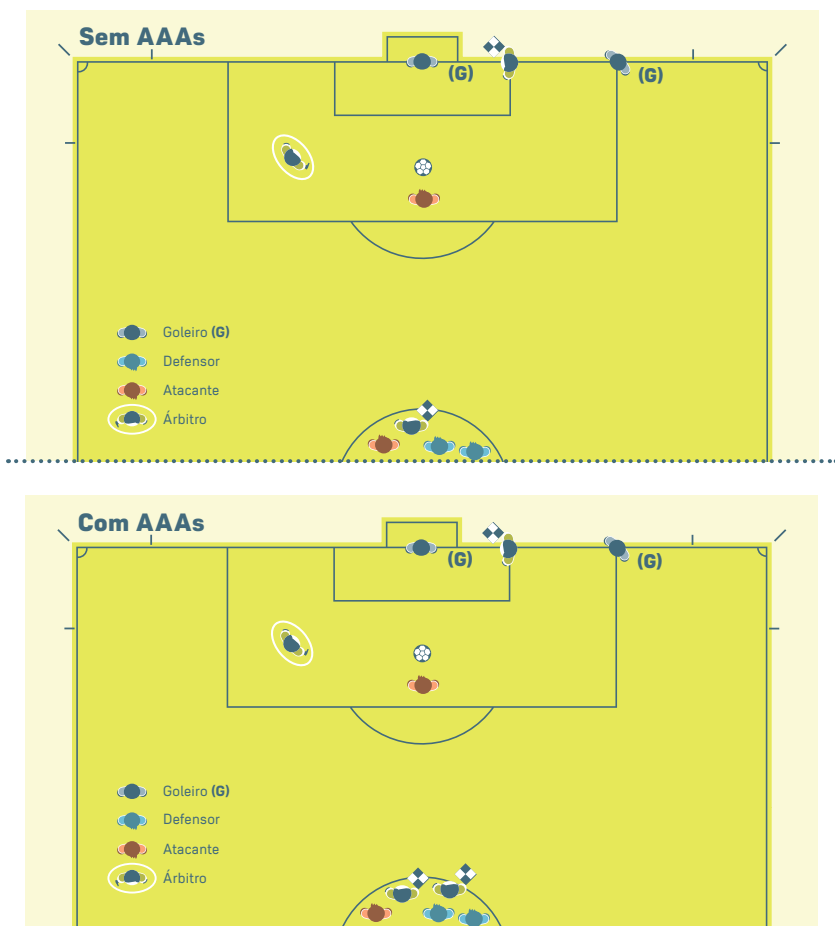 Sem AAAs
(G)
(G)
Goleiro (G)
Defensor
Atacante
Árbitro
Com AAAs
(G)
(G)
Goleiro (G)
Defensor
Atacante
Árbitro